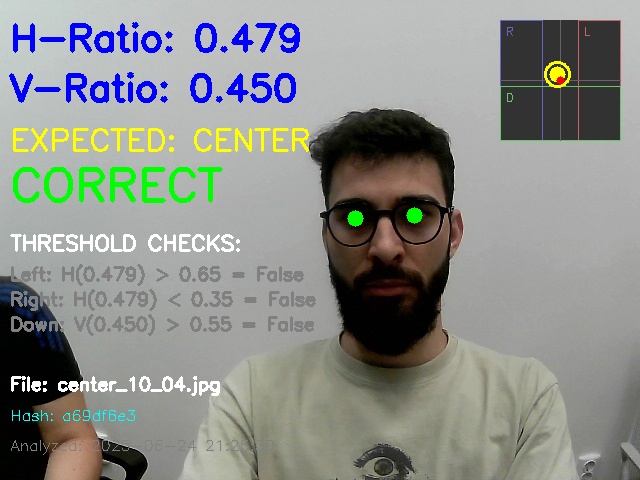 H-Ratio: 0.479
V-Ratio: 0.450
EXPECTED: CENTER
CORRECT
THRESHOLD CHECKS:
Left: H(0.479) > 0.65 = False
Right: H(0.479) < 0.35 = False
Down: V(0.450) > 0.55 = False
File: center_10_04.jpg
Hash: a69df6e3
Analyzed:
R L
D